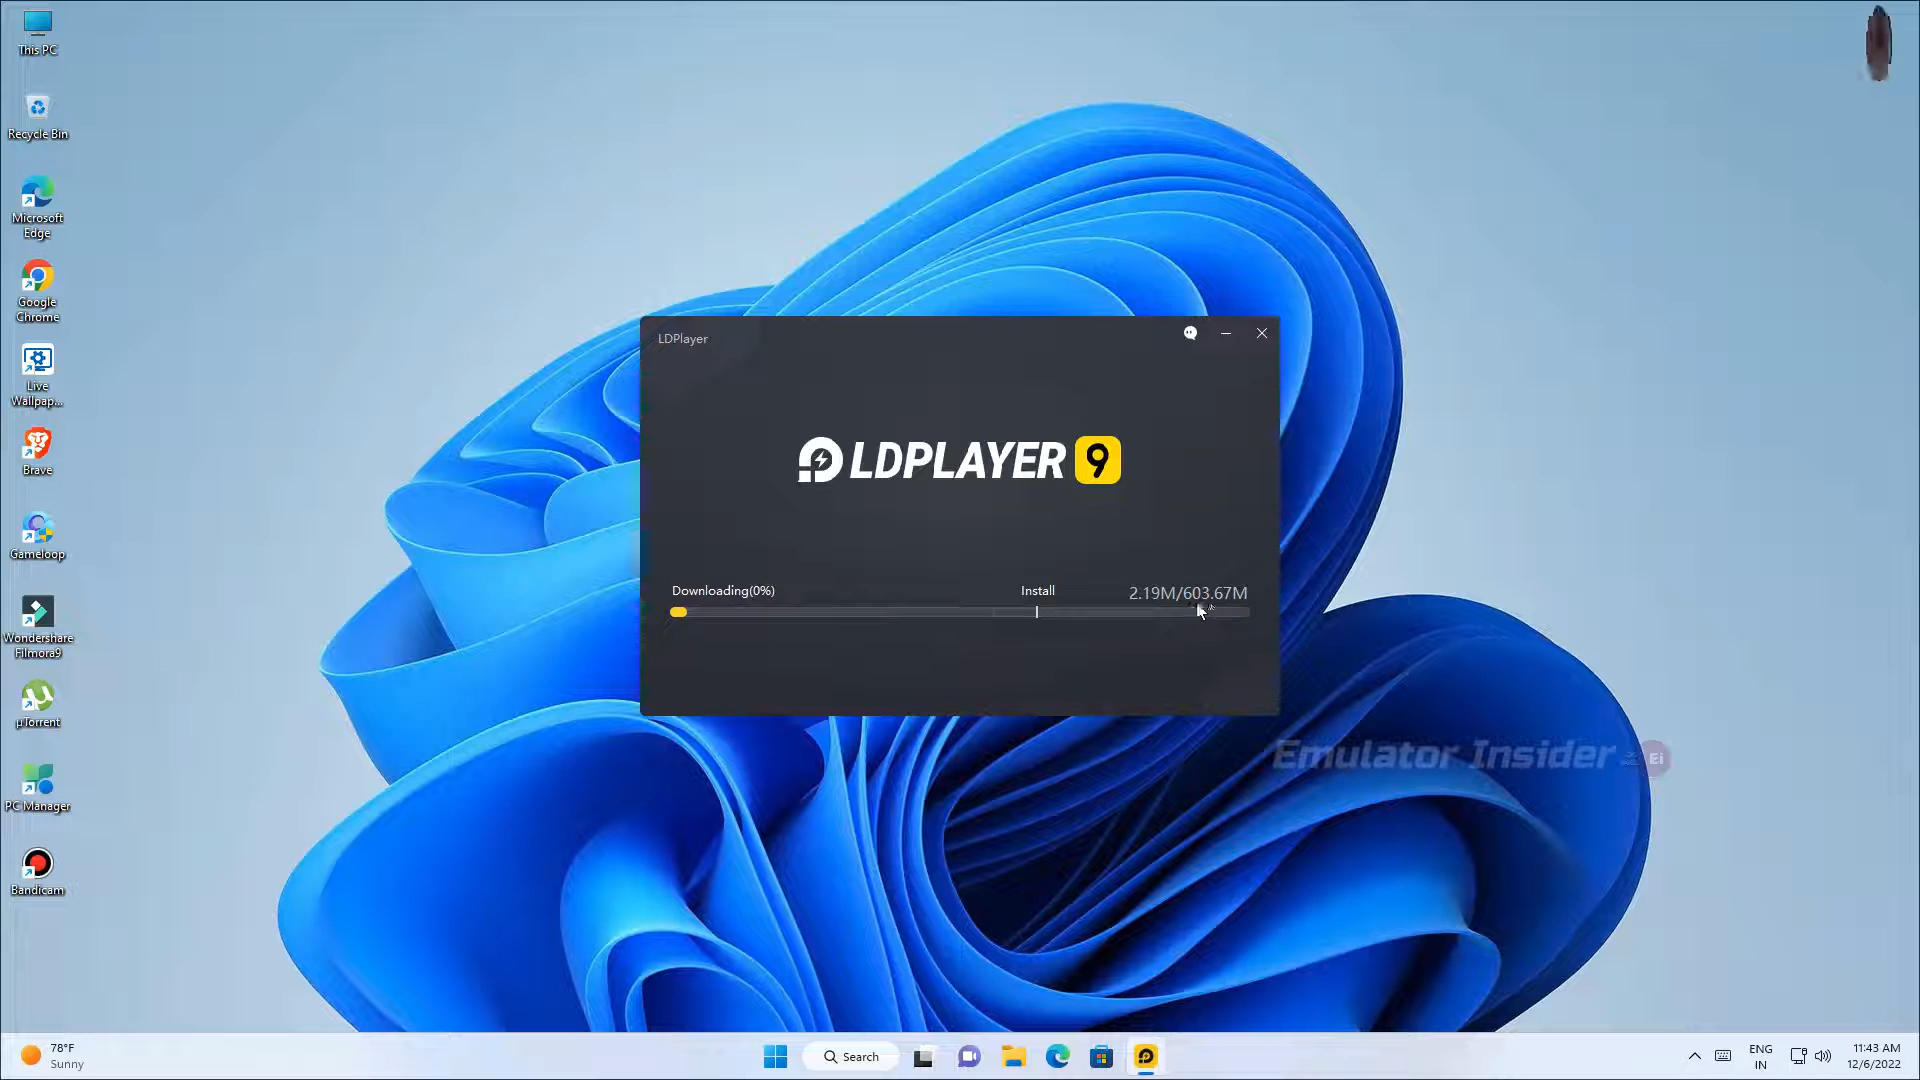 This PC
Recycle Bin
Microsoft
Edge
Google
Chrome
Live
Wallpap...
Brave
Gameloop
Wondershare
Filmora9
µTorrent
PC Manager
Bandicam
LDPlayer
LDPLAYER 9
Downloading(0%)
Install
2.19M/603.67M
Emulator Insider
Ei
78°F
Sunny
Search
ENG
IN
11:43 AM
12/6/2022